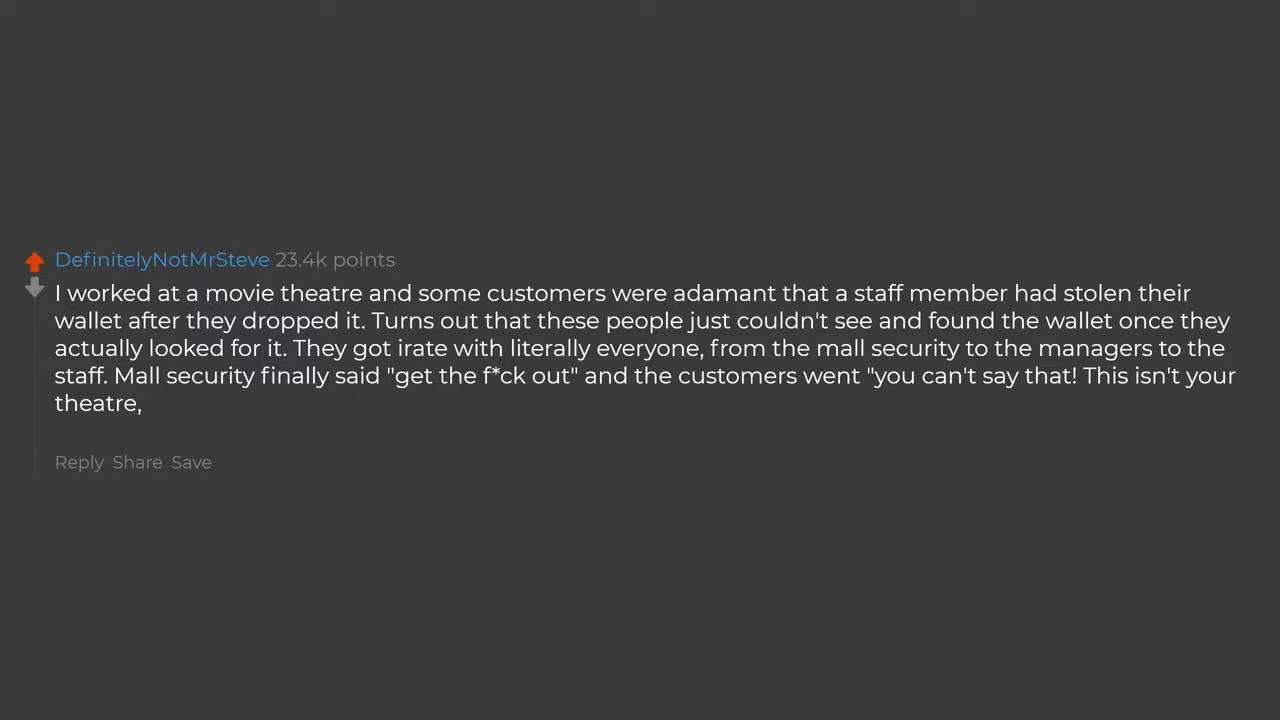 DefinitelyNotMrSteve 23.4k points
I worked at a movie theatre and some customers were adamant that a staff member had stolen their
wallet after they dropped it. Turns out that these people just couldn't see and found the wallet once they
actually looked for it. They got irate with literally everyone, from the mall security to the managers to the
staff. Mall security finally said "get the f*ck out" and the customers went "you can't say that! This isn't your
theatre,
Reply Share Save